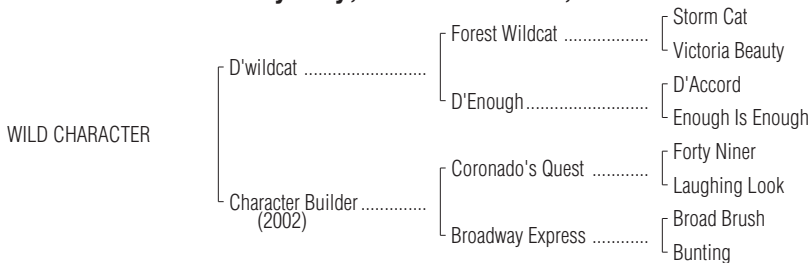 Storm Cat
Forest Wildcat .................
Victoria Beauty
D'wildcat ..........................
D'Accord
D'Enough..........................
Enough Is Enough
WILD CHARACTER
Forty Niner
Coronado's Quest ............
Laughing Look
Character Builder..............
(2002)
Broad Brush
Broadway Express ............
Bunting